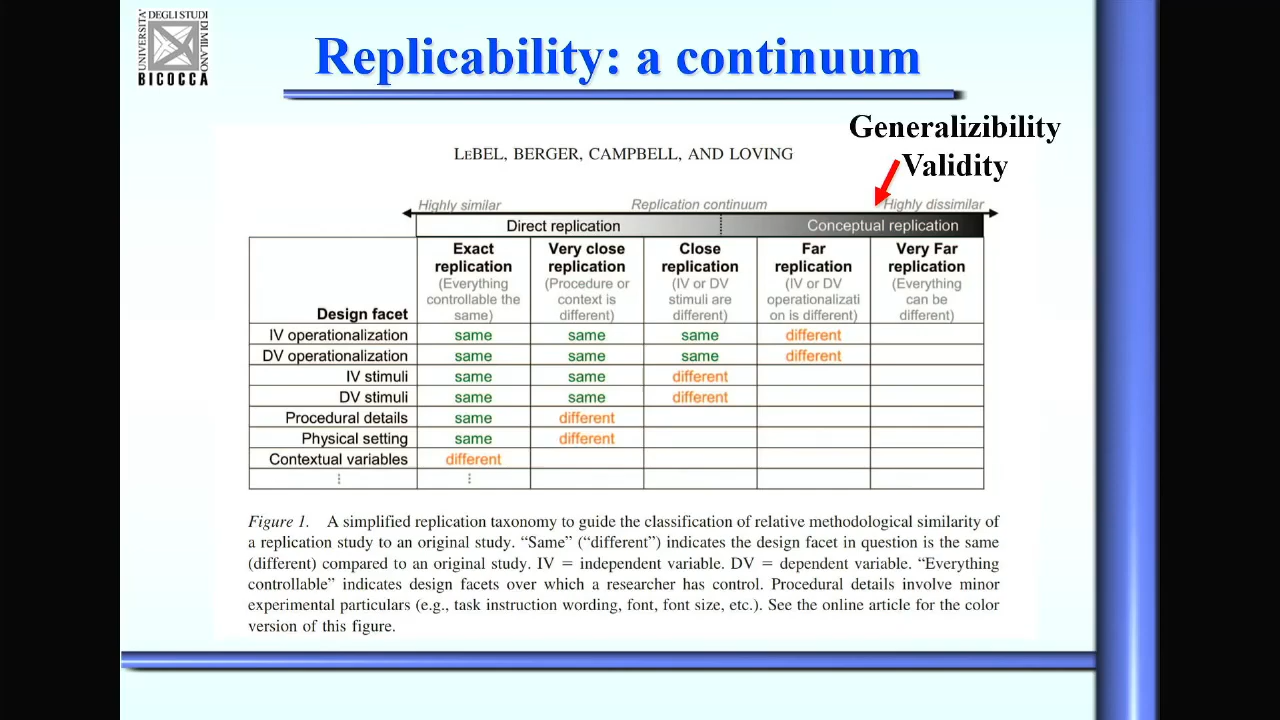 UNIVERSITA'
DEGLI STUDI
DI MILANO
BICOCCA
Replicability: a continuum
Generalizibility
Validity
LEBEL, BERGER, CAMPBELL, AND LOVING
Highly similar Replication continuum Highly dissimilar
Direct replication Conceptual replication
Design facet
Exact
replication
(Everything
controllable the
same)
Very close
replication
(Procedure or
context is
different)
Close
replication
(IV or DV
stimuli are
different)
Far
replication
(IV or DV
operationalizati
on is different)
Very Far
replication
(Everything
can be
different)
IV operationalization same same same different
DV operationalization same same same different
IV stimuli same same different
DV stimuli same same different
Procedural details same different
Physical setting same different
Contextual variables different
⋮ ⋮
Figure 1. A simplified replication taxonomy to guide the classification of relative methodological similarity of
a replication study to an original study. “Same” (“different”) indicates the design facet in question is the same
(different) compared to an original study. IV = independent variable. DV = dependent variable. “Everything
controllable” indicates design facets over which a researcher has control. Procedural details involve minor
experimental particulars (e.g., task instruction wording, font, font size, etc.). See the online article for the color
version of this figure.